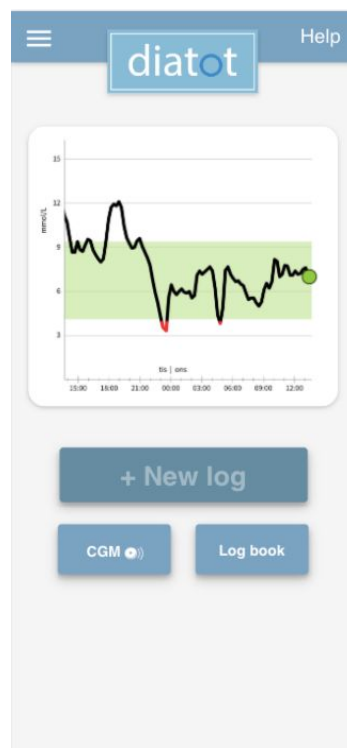 Help
diatot
15
12
mmol/L
9
6
3
tis | ons
15:00 18:00 21:00 00:00 03:00 06:00 09:00 12:00
+ New log
CGM
Log book